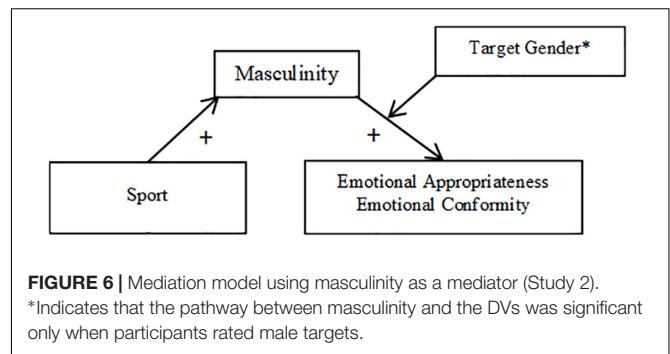 Target Gender*
Masculinity
+
+
Sport
Emotional Appropriateness
Emotional Conformity
FIGURE 6 | Mediation model using masculinity as a mediator (Study 2).
*Indicates that the pathway between masculinity and the DVs was significant
only when participants rated male targets.